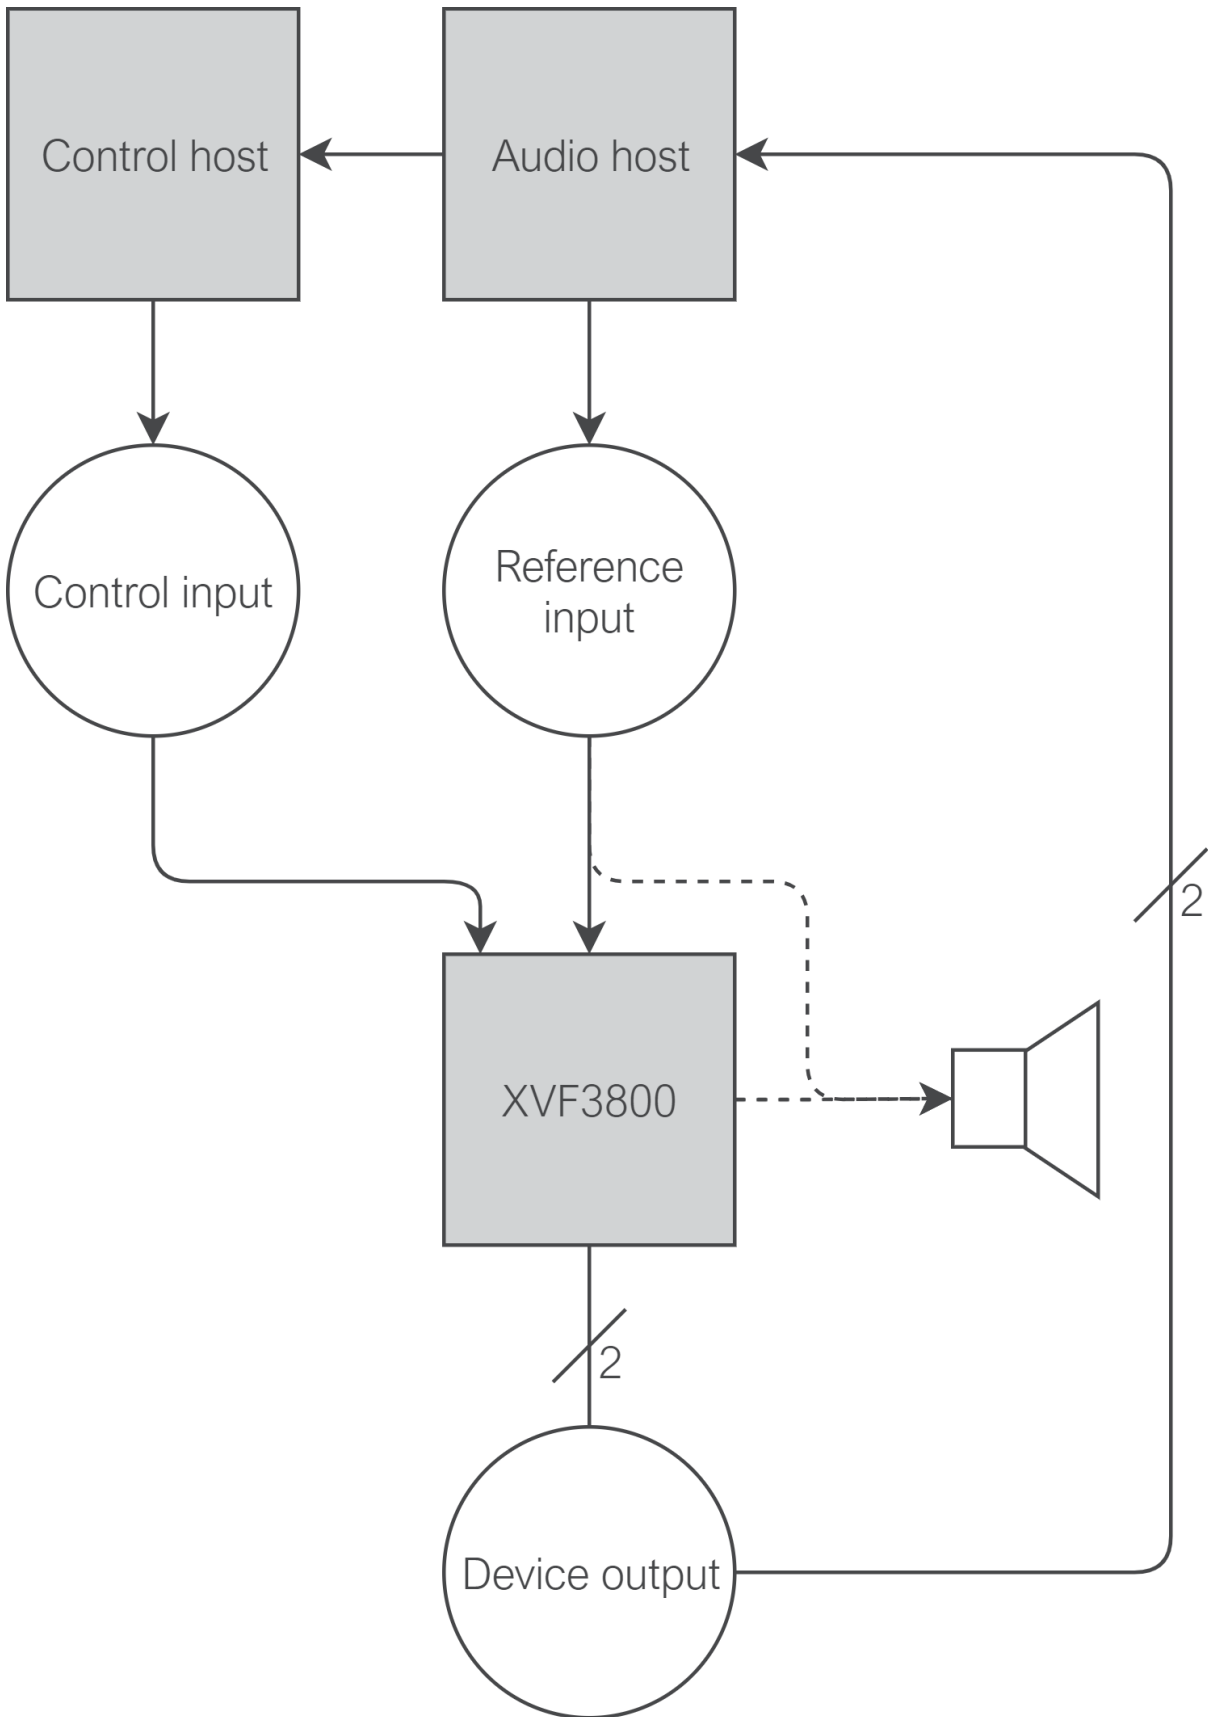 Control host
Audio host
Control input
Reference
input
2
XVF3800
2
Device output